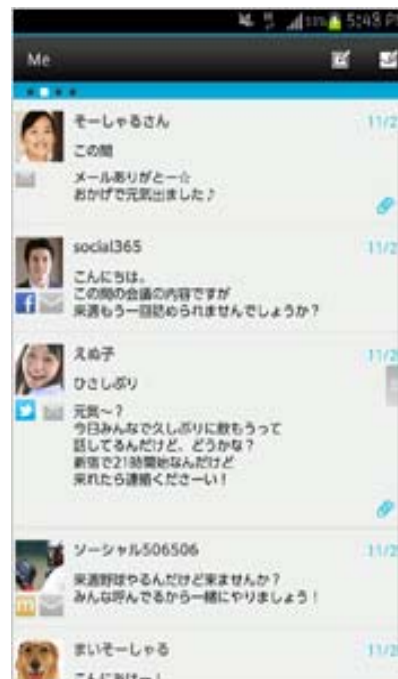 5:48 P
Me
そーしゃるさん
11/2
この間
メールありがとー☆
おかげで元気出ました♪
social365
11/2
こんにちは。
この間の会議の内容ですが
来週もう一回詰められませんでしょうか？
えぬ子
11/2
ひさしぶり
元気〜？
今日みんなで久しぶりに飲もうって
話してるんだけど、どうかな？
新宿で21時開始なんだけど
来れたら連絡くださーい！
ソーシャル506506
11/2
来週野球やるんだけど来ませんか？
みんな呼んでるから一緒にやりましょう！
まいそーしゃる
11/2
こんにちはー！